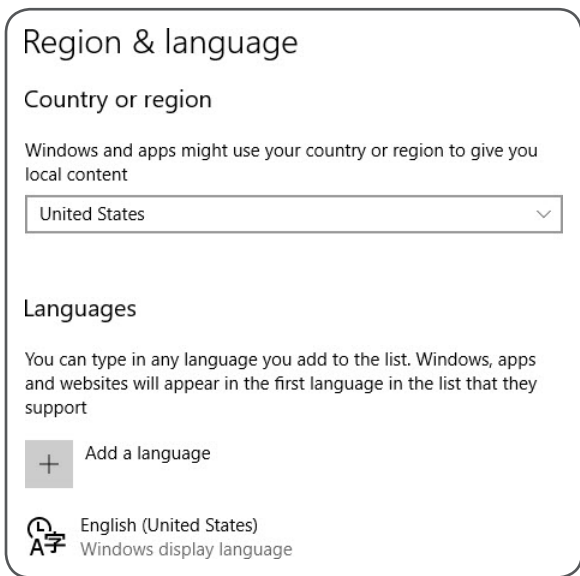 Region & language
Country or region
Windows and apps might use your country or region to give you
local content
United States
Languages
You can type in any language you add to the list. Windows, apps
and websites will appear in the first language in the list that they
support
Add a language
English (United States)
Windows display language